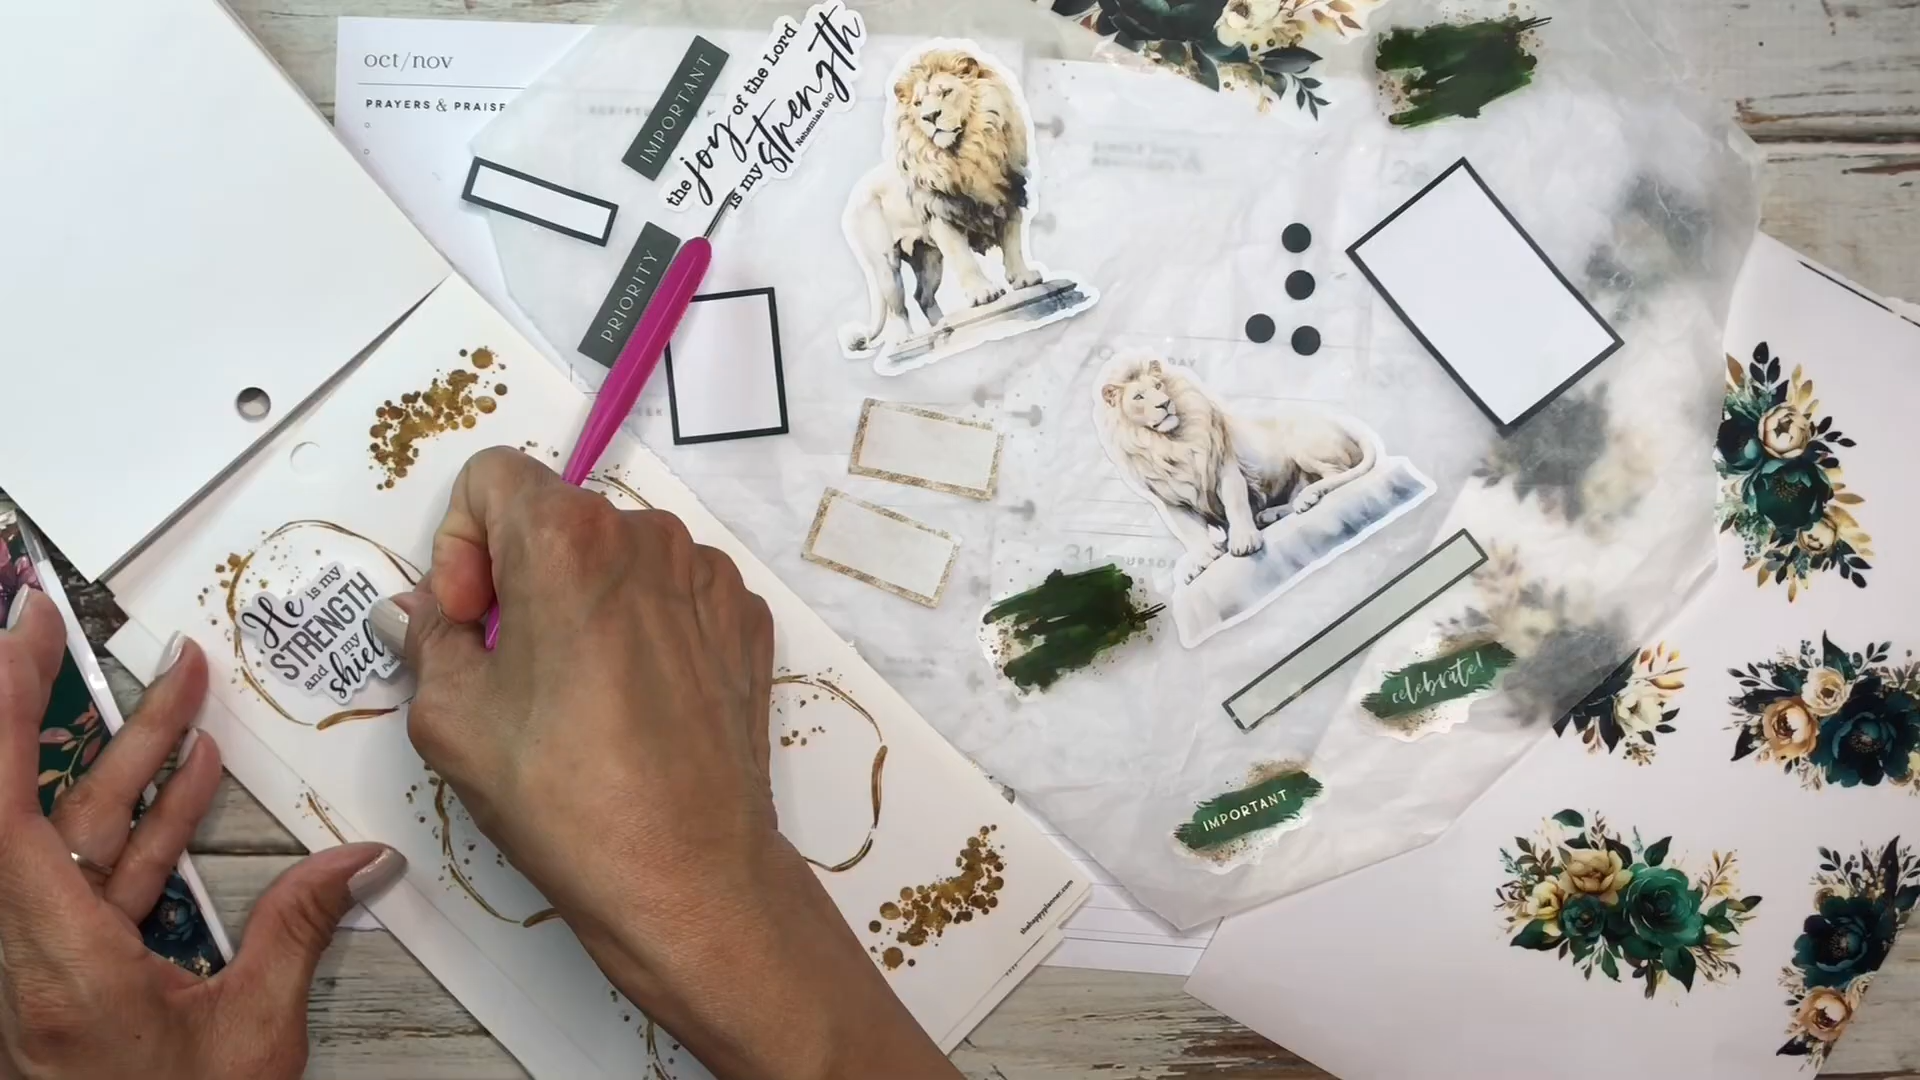 oct/nov
PRAYERS & PRAISE
IMPORTANT
the joy of the Lord
is my strength
Nehemiah 8:10
PRIORITY
He is my
STRENGTH
and my
shiel
31
celebrate!
IMPORTANT
thehappyplanner.com